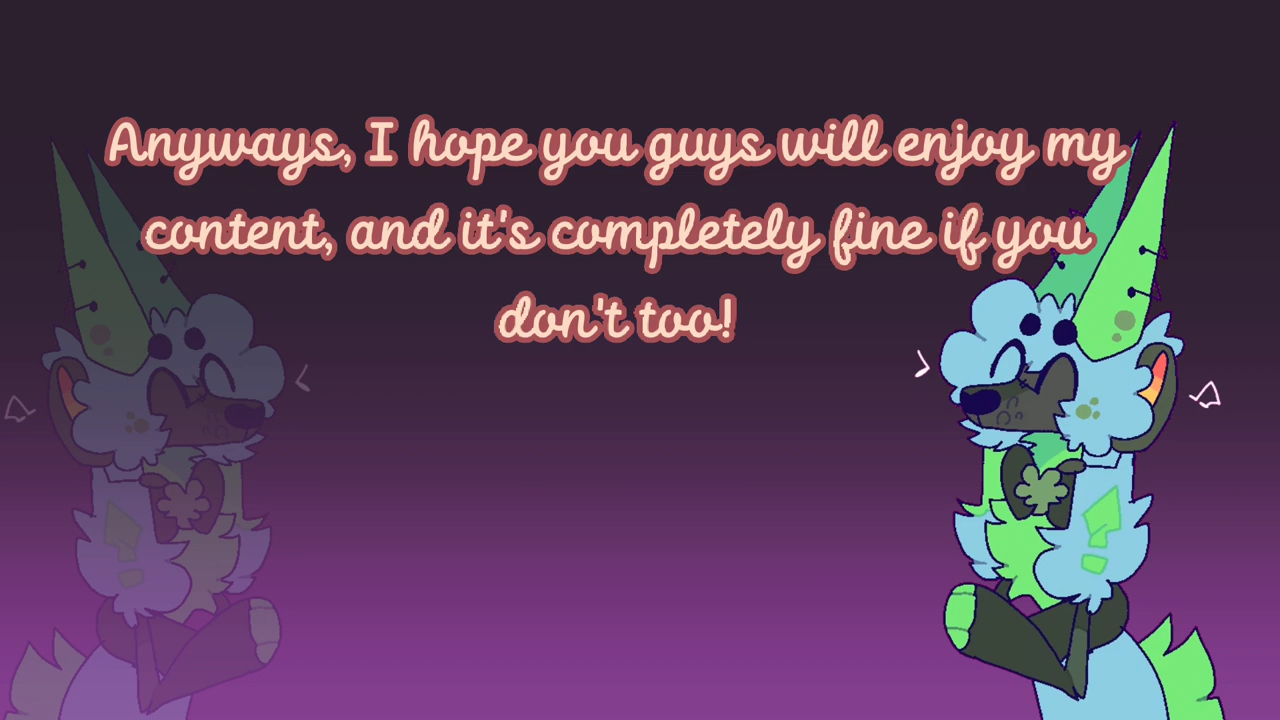 Anyways, I hope you guys will enjoy my
content, and it's completely fine if you
don't too!